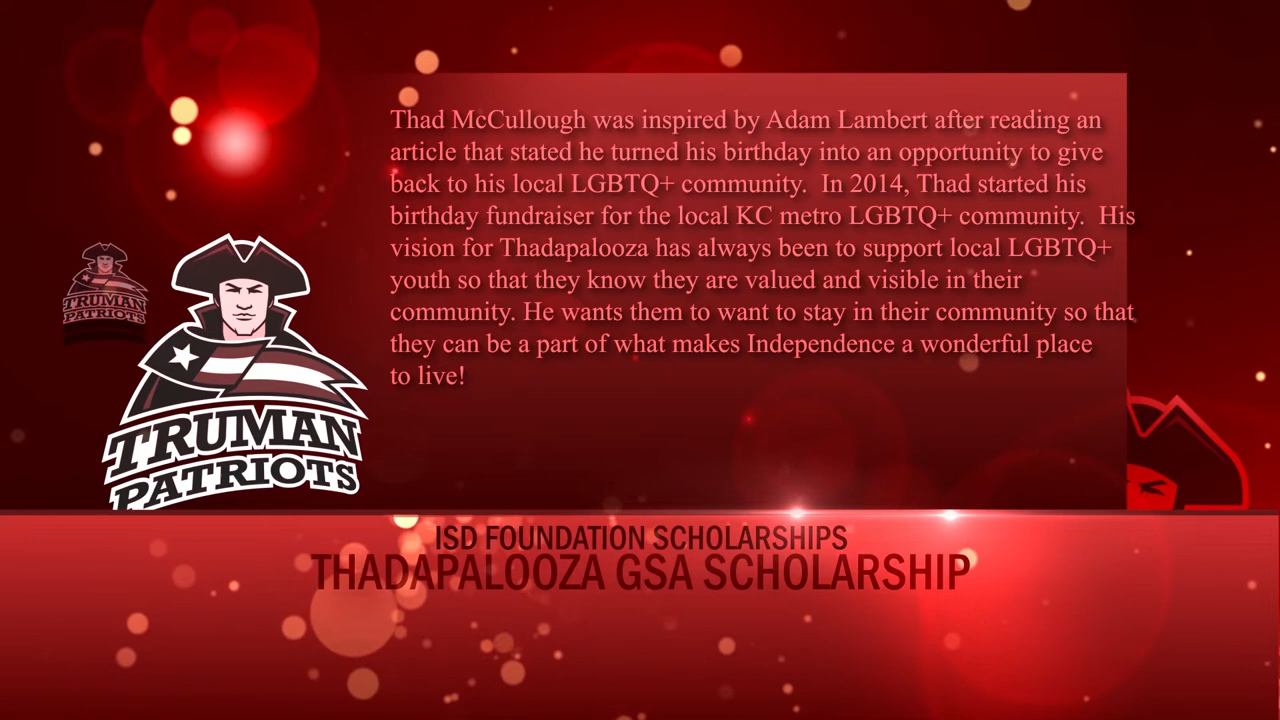 Thad McCullough was inspired by Adam Lambert after reading an
article that stated he turned his birthday into an opportunity to give
back to his local LGBTQ+ community.  In 2014, Thad started his
birthday fundraiser for the local KC metro LGBTQ+ community.  His
vision for Thadapalooza has always been to support local LGBTQ+
youth so that they know they are valued and visible in their
community. He wants them to want to stay in their community so that
they can be a part of what makes Independence a wonderful place
to live!
TRUMAN
PATRIOTS
TRUMAN
PATRIOTS
ISD FOUNDATION SCHOLARSHIPS
THADAPALOOZA GSA SCHOLARSHIP